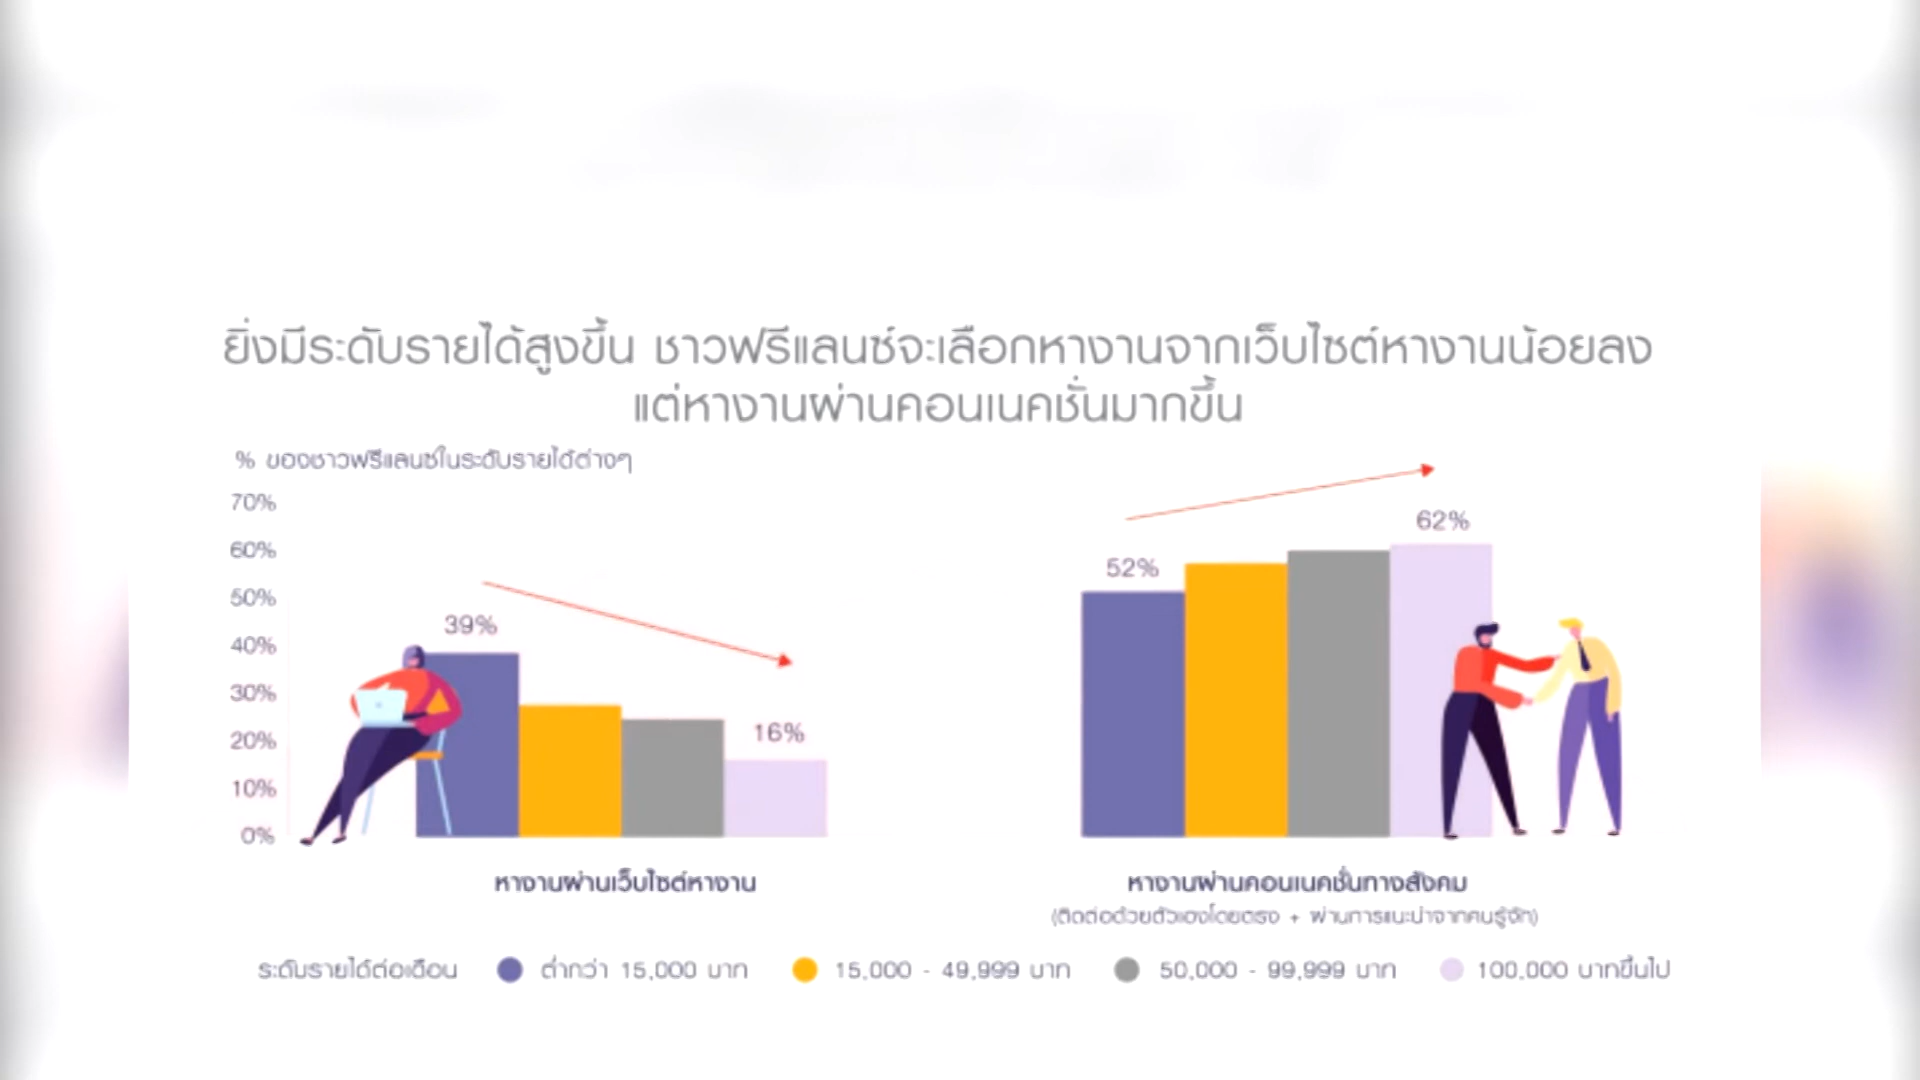 ยิ่งมีระดับรายได้สูงขึ้น ชาวฟรีแลนซ์จะเลือกหางานจากเว็บไซต์หางานน้อยลง
แต่หางานผ่านคอนเนคชั่นมากขึ้น
% ของชาวฟรีแลนซ์ในระดับรายได้ต่างๆ
70%
60%
50%
40%
30%
20%
10%
0%
39%
16%
52%
62%
หางานผ่านเว็บไซต์หางาน
หางานผ่านคอนเนคชั่นทางสังคม
(ติดต่อด้วยตัวเองโดยตรง + ผ่านการแนะนำจากคนรู้จัก)
ระดับรายได้ต่อเดือน ต่ำกว่า 15,000 บาท 15,000 - 49,999 บาท 50,000 - 99,999 บาท 100,000 บาทขึ้นไป